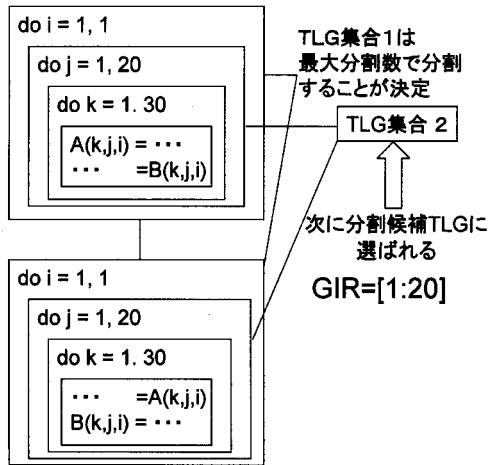 do i = 1, 1
do j = 1, 20
do k = 1. 30
A(k,j,i) = ･･･
･･･ =B(k,j,i)
TLG集合1は
最大分割数で分割
することが決定
TLG集合 2
次に分割候補TLGに
選ばれる
GIR=[1:20]
do i = 1, 1
do j = 1, 20
do k = 1. 30
･･･ =A(k,j,i)
B(k,j,i) = ･･･